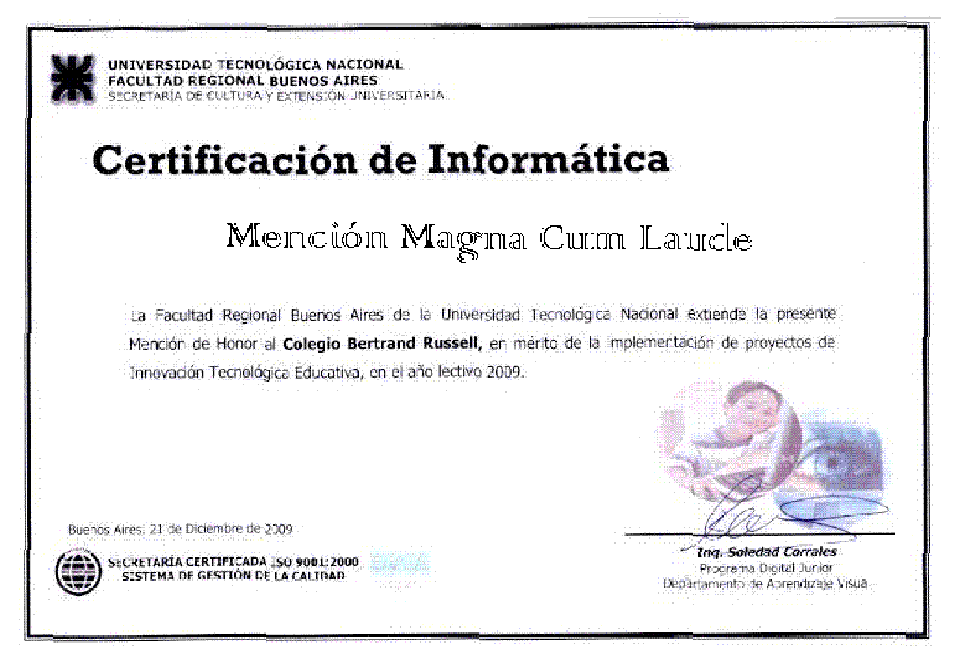 UNIVERSIDAD TECNOLÓGICA NACIONAL
FACULTAD REGIONAL BUENOS AIRES
SECRETARÍA DE CULTURA Y EXTENSIÓN UNIVERSITARIA
Certificación de Informática
Mención Magna Cum Laude
La Facultad Regional Buenos Aires de la Universidad Tecnológica Nacional extiende la presente
Mención de Honor al Colegio Bertrand Russell, en mérito de la implementación de proyectos de
Innovación Tecnológica Educativa, en el año lectivo 2009.
Buenos Aires, 21 de Diciembre de 2009
SECRETARÍA CERTIFICADA ISO 9001:2000
SISTEMA DE GESTIÓN DE LA CALIDAD
Ing. Soledad Corrales
Programa Digital Junior
Departamento de Aprendizaje Visual